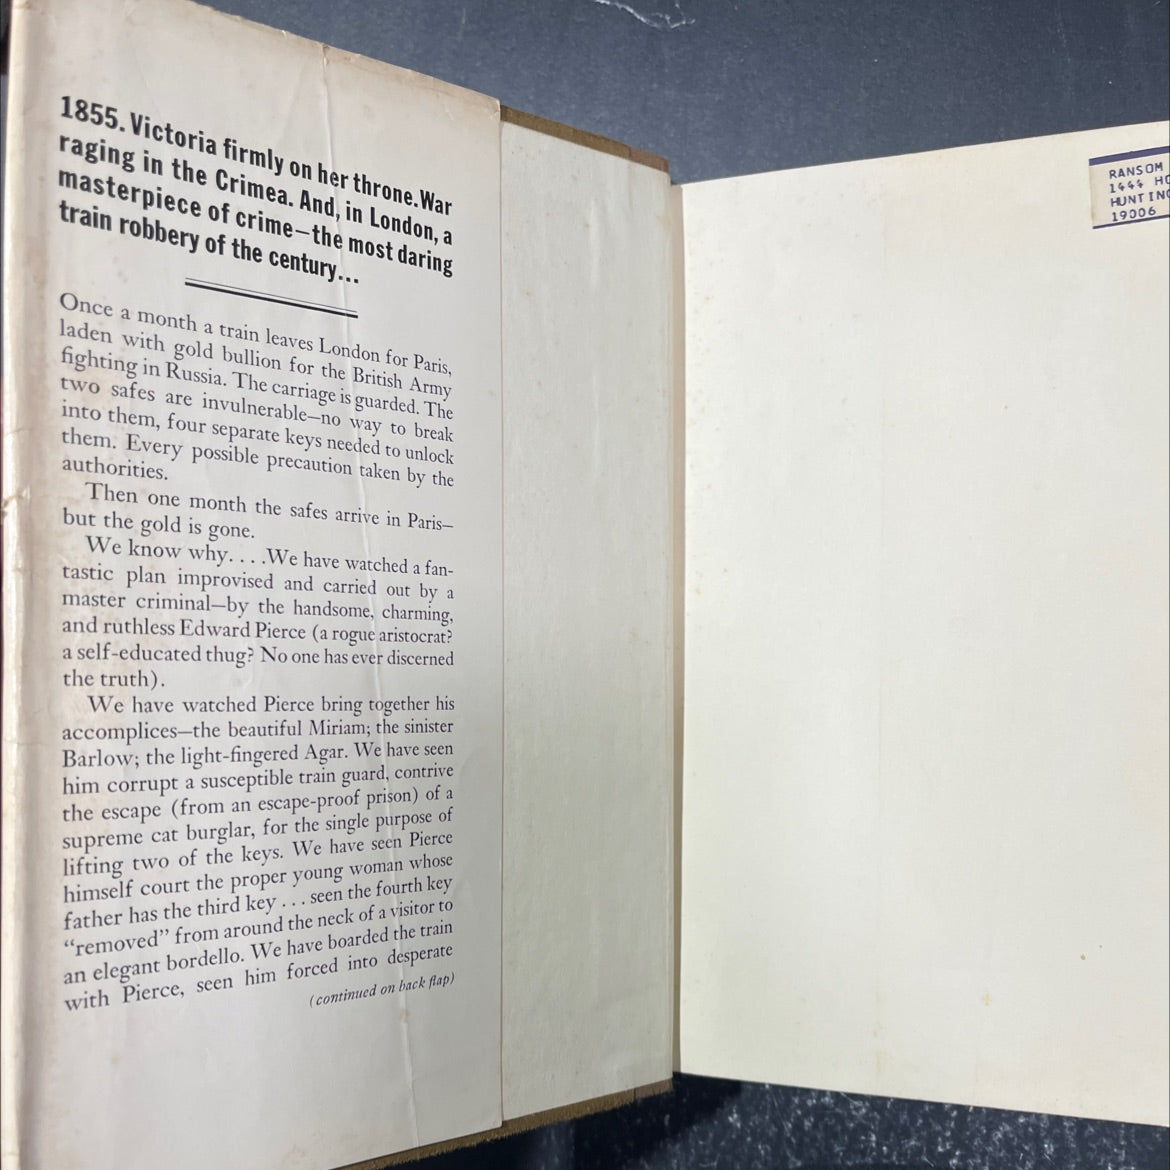 1855. Victoria firmly on her throne. War
raging in the Crimea. And, in London, a
masterpiece of crime—the most daring
train robbery of the century...
Once a month a train leaves London for Paris,
laden with gold bullion for the British Army
fighting in Russia. The carriage is guarded. The
two safes are invulnerable—no way to break
into them, four separate keys needed to unlock
them. Every possible precaution taken by the
authorities.
Then one month the safes arrive in Paris—
but the gold is gone.
We know why. . . .We have watched a fan-
tastic plan improvised and carried out by a
master criminal—by the handsome, charming,
and ruthless Edward Pierce (a rogue aristocrat?
a self-educated thug? No one has ever discerned
the truth).
We have watched Pierce bring together his
accomplices—the beautiful Miriam; the sinister
Barlow; the light-fingered Agar. We have seen
him corrupt a susceptible train guard, contrive
the escape (from an escape-proof prison) of a
supreme cat burglar, for the single purpose of
lifting two of the keys. We have seen Pierce
himself court the proper young woman whose
father has the third key . . . seen the fourth key
“removed” from around the neck of a visitor to
an elegant bordello. We have boarded the train
with Pierce, seen him forced into desperate
(continued on back flap)
RANSOM
1444 HO
HUNTING
19006